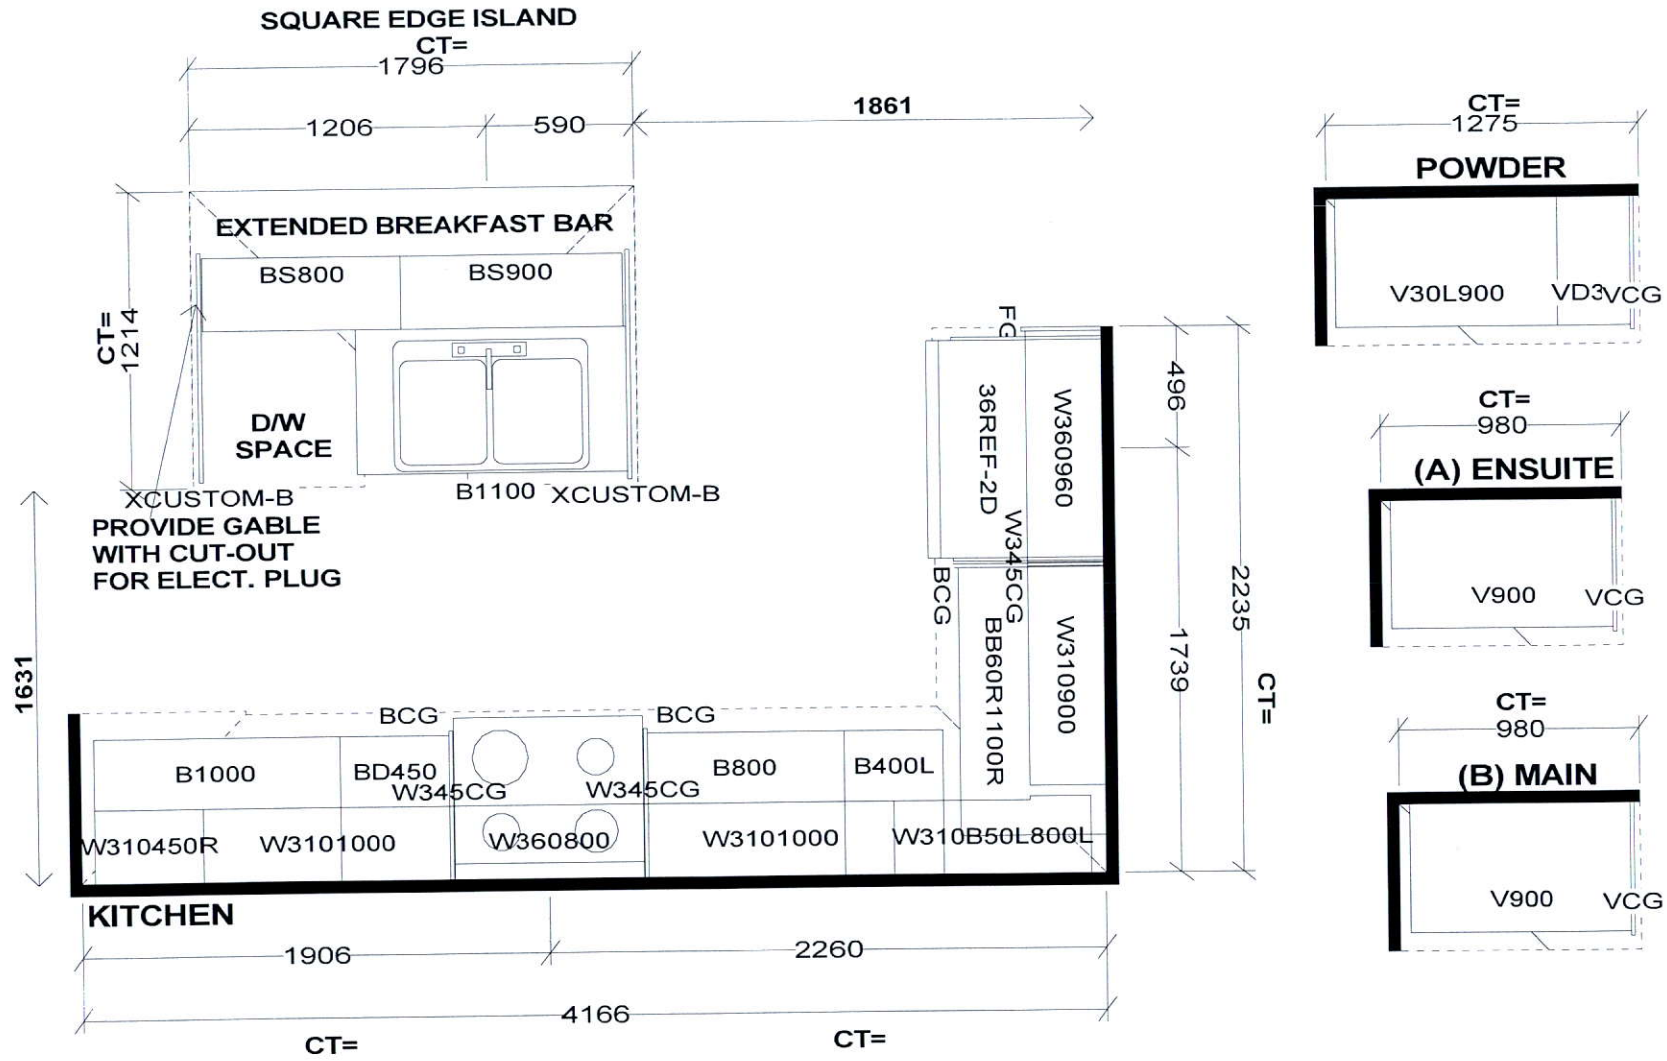 SQUARE EDGE ISLAND
CT=
1796
1206
590
1861
EXTENDED BREAKFAST BAR
BS800
BS900
CT=
1214
D/W
SPACE
B1100
XCUSTOM-B
XCUSTOM-B
PROVIDE GABLE
WITH CUT-OUT
FOR ELECT. PLUG
1631
FG
36REF-2D
W360960
W345CG
BCG
BB60R1100R
W310900
496
1739
2235
CT=
BCG
BCG
B1000
BD450
W345CG
W345CG
B800
B400L
W310450R
W3101000
W360800
W3101000
W310B50L800L
KITCHEN
1906
2260
4166
CT=
CT=
CT=
1275
POWDER
V30L900
VD3
VCG
CT=
980
(A) ENSUITE
V900
VCG
CT=
980
(B) MAIN
V900
VCG